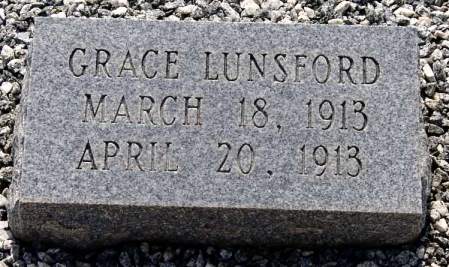 GRACE LUNSFORD
MARCH 18, 1913
APRIL 20, 1913